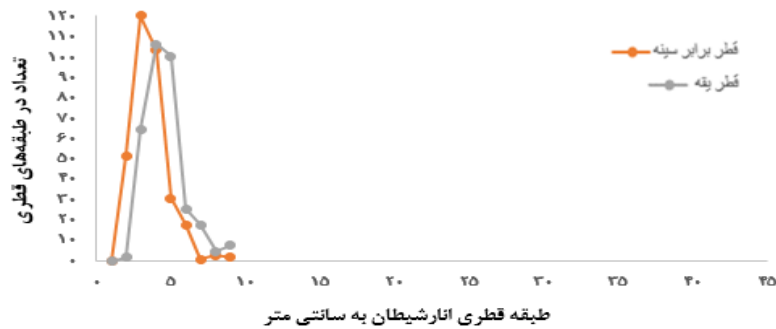 ۱۲۰
۱۱۰
۱۰۰
۹۰
۸۰
۷۰
۶۰
۵۰
۴۰
۳۰
۲۰
۱۰
۰
تعداد در طبقه‌های قطری
قطر برابر سینه
قطر یقه
۰ ۵ ۱۰ ۱۵ ۲۰ ۲۵ ۳۰ ۳۵ ۴۰ ۴۵
طبقه قطری انارشیطان به سانتی متر